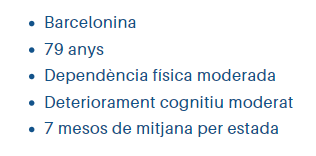 • Barcelonina
• 79 anys
• Dependència física moderada
• Deteriorament cognitiu moderat
• 7 mesos de mitjana per estada